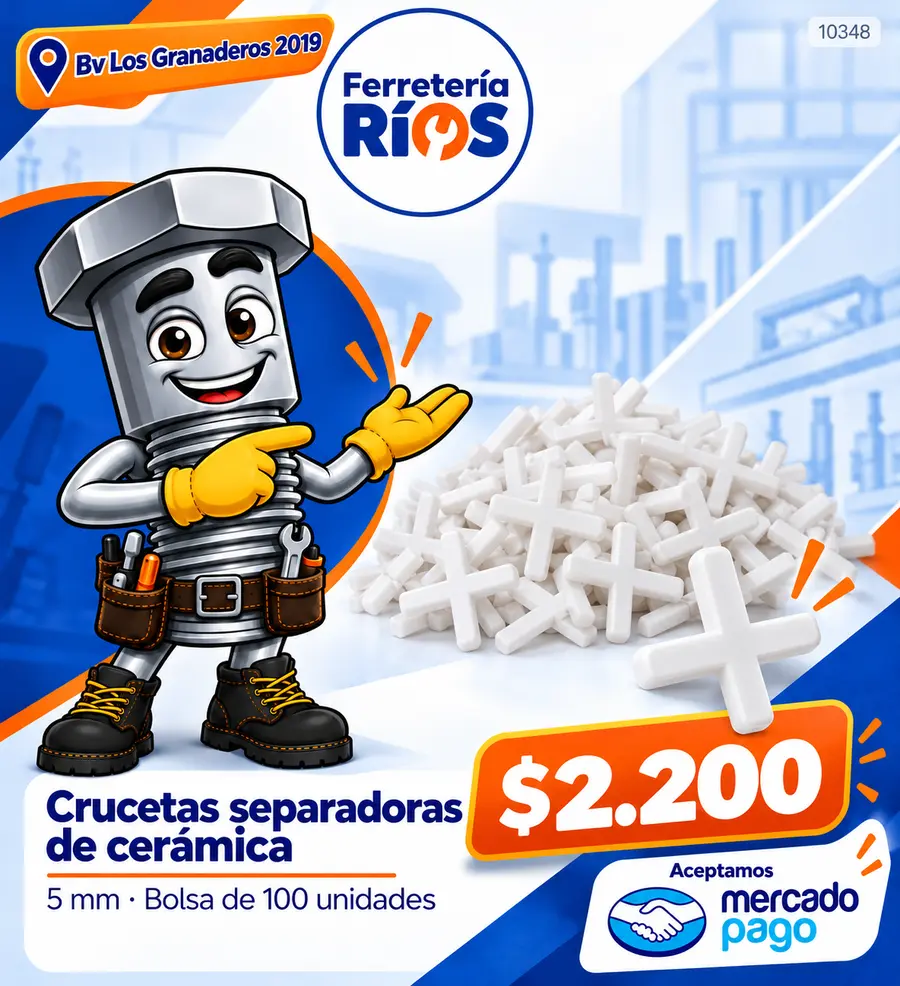 Bv Los Granaderos 2019
Ferretería
RÍOS
10348
Crucetas separadoras
de cerámica
5 mm · Bolsa de 100 unidades
$2.200
Aceptamos
mercado
pago